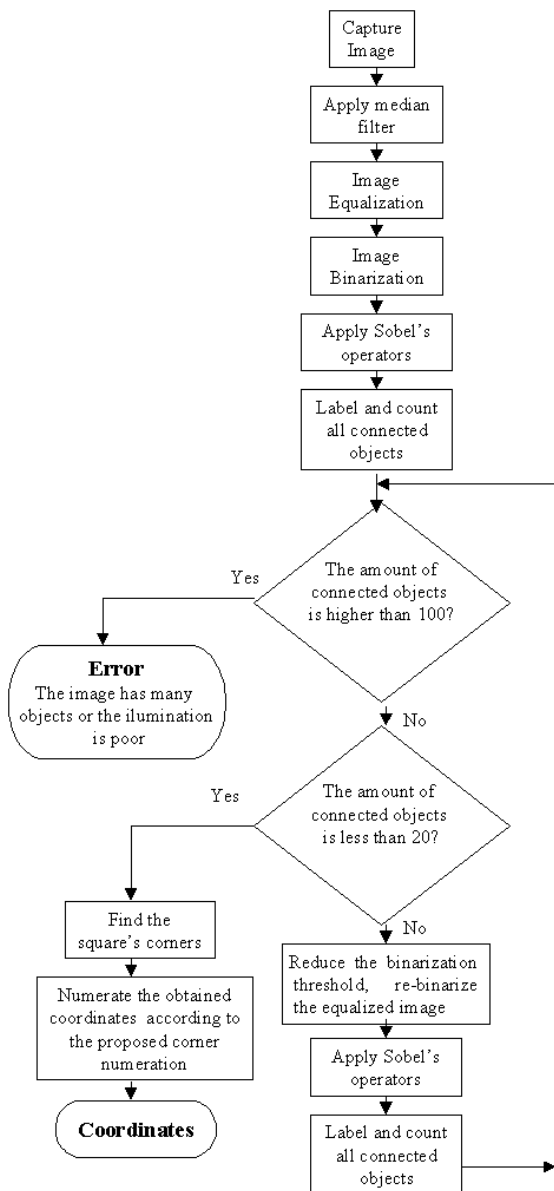 Capture
Image
Apply median
filter
Image
Equalization
Image
Binarization
Apply Sobel's
operators
Label and count
all connected
objects
The amount of
connected objects
is higher than 100?
Yes
Error
The image has many
objects or the ilumination
is poor
No
The amount of
connected objects
is less than 20?
Yes
Find the
square's corners
Numerate the obtained
coordinates according to
the proposed corner
numeration
Coordinates
No
Reduce the binarization
threshold, re-binarize
the equalized image
Apply Sobel's
operators
Label and count
all connected
objects